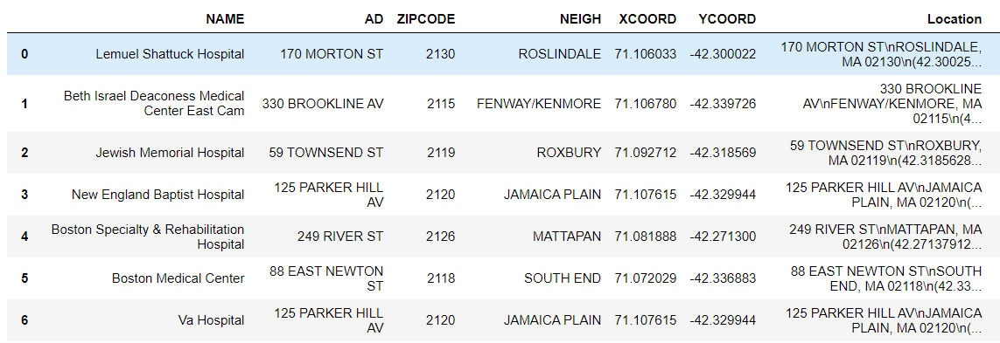 NAME AD ZIPCODE NEIGH XCOORD YCOORD Location
0 Lemuel Shattuck Hospital 170 MORTON ST 2130 ROSLINDALE 71.106033 -42.300022 170 MORTON ST\nROSLINDALE,
MA 02130\n(42.30025...
1 Beth Israel Deaconess Medical
Center East Cam 330 BROOKLINE AV 2115 FENWAY/KENMORE 71.106780 -42.339726 330 BROOKLINE
AV\nFENWAY/KENMORE, MA
02115\n(4...
2 Jewish Memorial Hospital 59 TOWNSEND ST 2119 ROXBURY 71.092712 -42.318569 59 TOWNSEND ST\nROXBURY,
MA 02119\n(42.3185628...
3 New England Baptist Hospital 125 PARKER HILL
AV 2120 JAMAICA PLAIN 71.107615 -42.329944 125 PARKER HILL AV\nJAMAICA
PLAIN, MA 02120\n(...
4 Boston Specialty & Rehabilitation
Hospital 249 RIVER ST 2126 MATTAPAN 71.081888 -42.271300 249 RIVER ST\nMATTAPAN, MA
02126\n(42.27137912...
5 Boston Medical Center 88 EAST NEWTON
ST 2118 SOUTH END 71.072029 -42.336883 88 EAST NEWTON ST\nSOUTH
END, MA 02118\n(42.33...
6 Va Hospital 125 PARKER HILL
AV 2120 JAMAICA PLAIN 71.107615 -42.329944 125 PARKER HILL AV\nJAMAICA
PLAIN, MA 02120\n(...